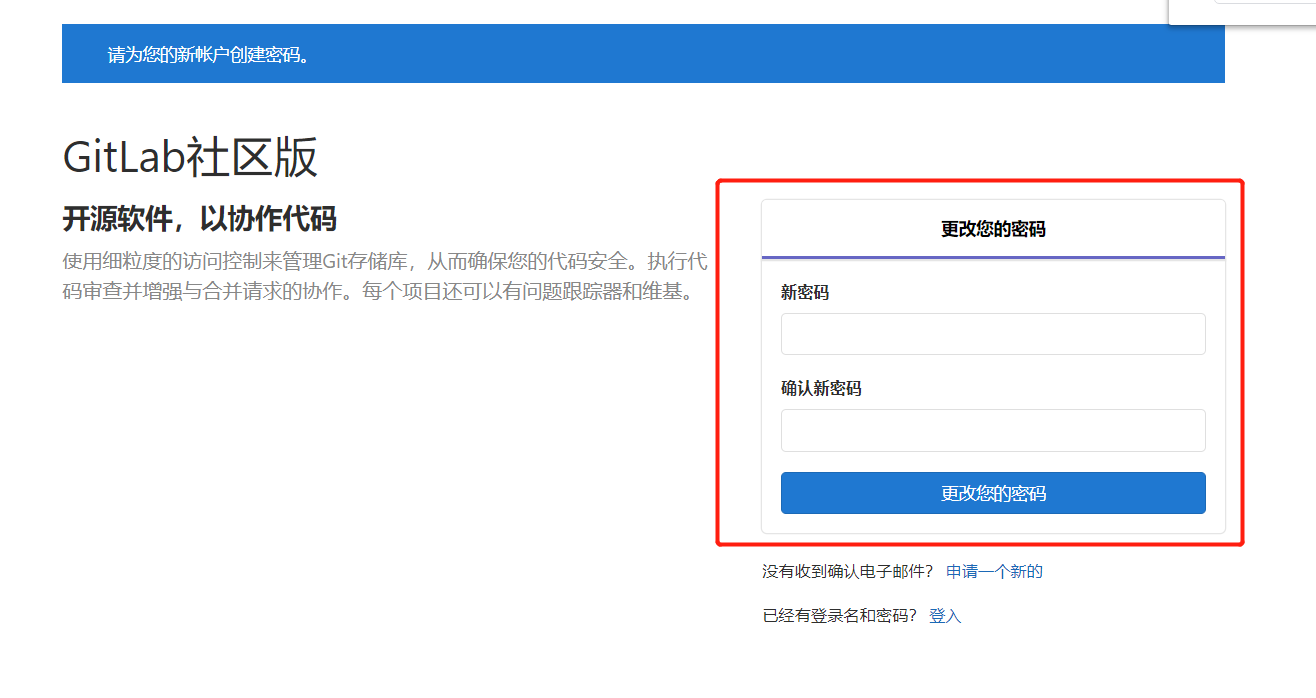 请为您的新帐户创建密码。
GitLab社区版
开源软件，以协作代码
使用细粒度的访问控制来管理Git存储库，从而确保您的代码安全。执行代
码审查并增强与合并请求的协作。每个项目还可以有问题跟踪器和维基。
更改您的密码
新密码
确认新密码
更改您的密码
没有收到确认电子邮件？ 申请一个新的
已经有登录名和密码？ 登入